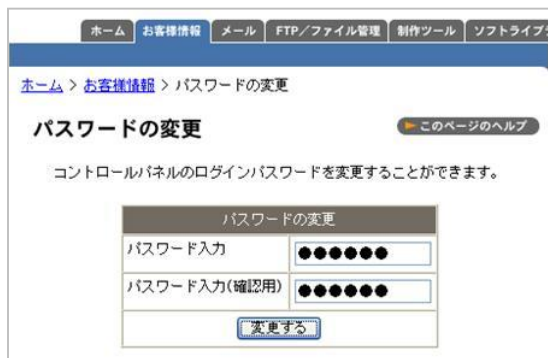 ホーム お客様情報 メール FTP／ファイル管理 制作ツール ソフトライブ
ホーム > お客様情報 > パスワードの変更
パスワードの変更 このページのヘルプ
コントロールパネルのログインパスワードを変更することができます。
パスワードの変更
パスワード入力 ●●●●●●
パスワード入力(確認用) ●●●●●●
変更する